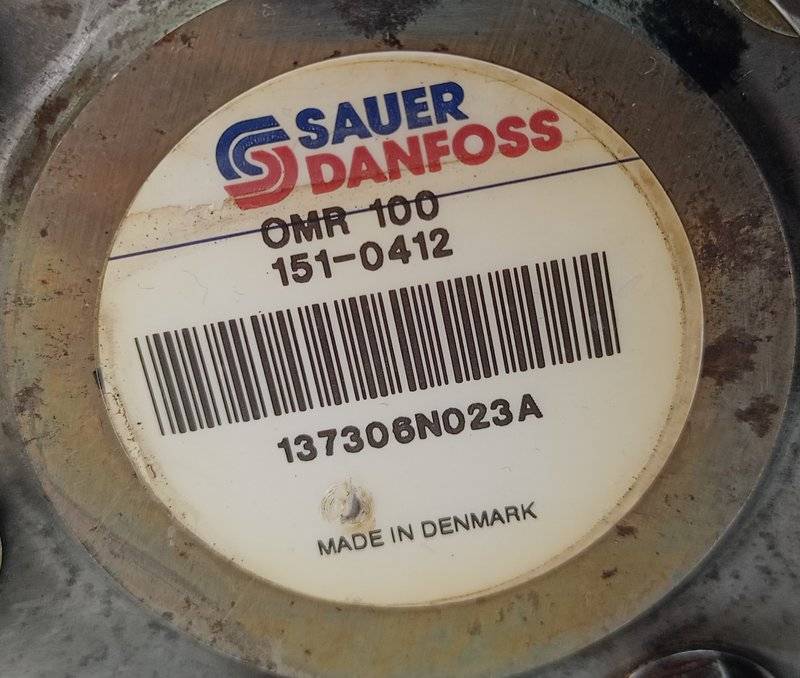 SAUER
DANFOSS
OMR 100
151-0412
137306N023A
MADE IN DENMARK